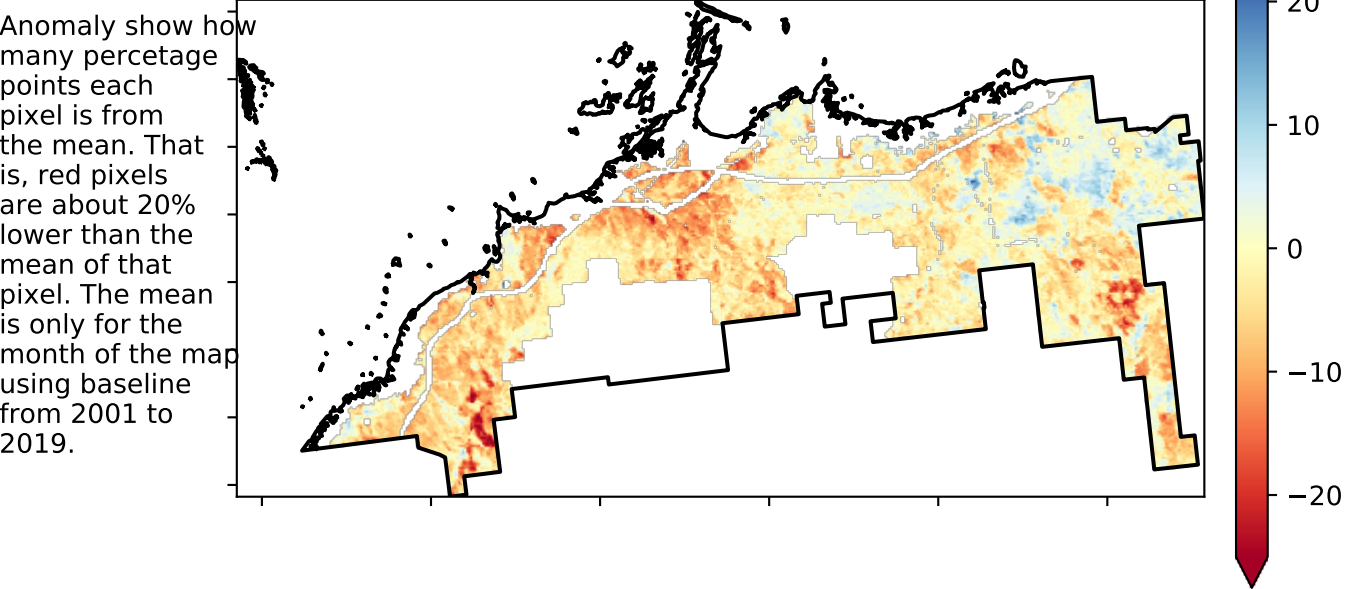 Anomaly show how
many percetage
points each
pixel is from
the mean. That
is, red pixels
are about 20%
lower than the
mean of that
pixel. The mean
is only for the
month of the map
using baseline
from 2001 to
2019.
20
10
0
−10
−20